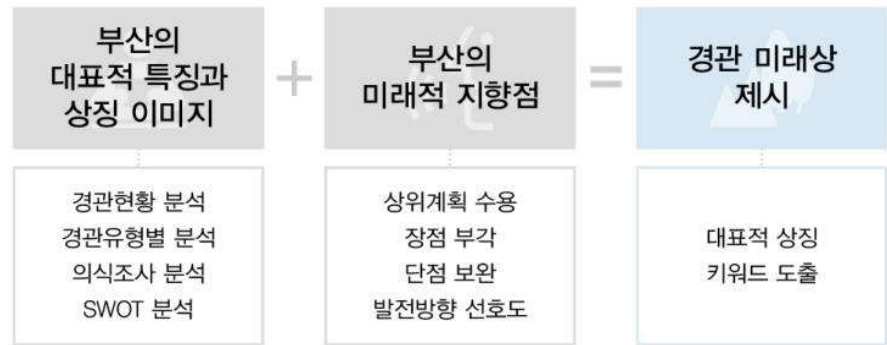 부산의
대표적 특징과
상징 이미지
+
부산의
미래적 지향점
=
경관 미래상
제시
경관현황 분석
경관유형별 분석
의식조사 분석
SWOT 분석
상위계획 수용
장점 부각
단점 보완
발전방향 선호도
대표적 상징
키워드 도출